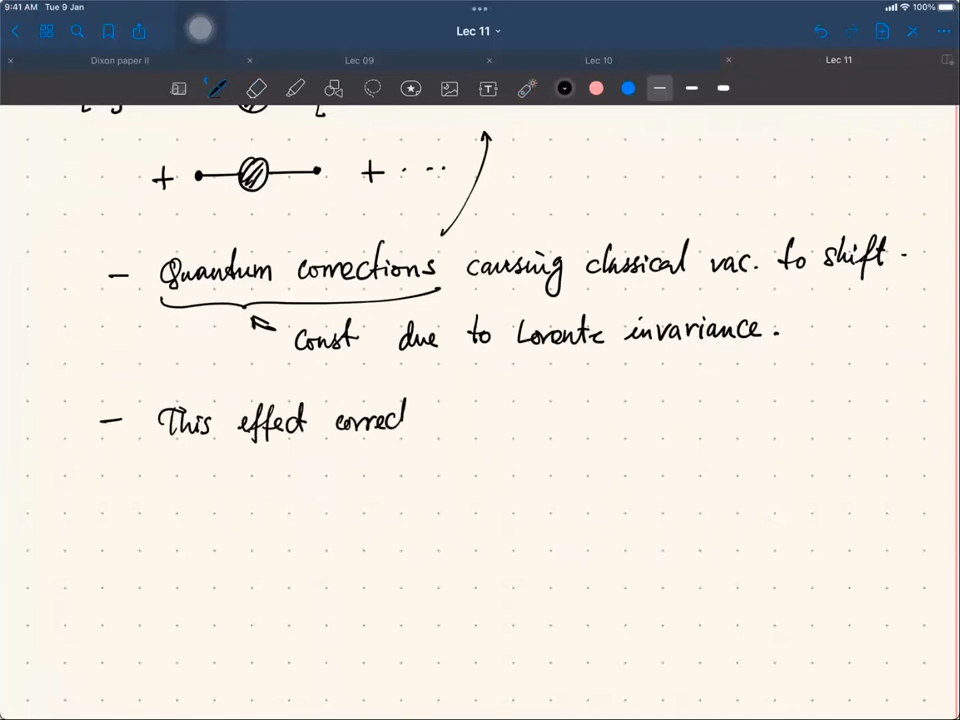 9:41 AM Tue 9 Jan
100%
Lec 11
Dixon paper II
Lec 09
Lec 10
Lec 11
+ + ...
- Quantum corrections causing classical vac. to shift.
const due to Lorentz invariance.
- This effect correc